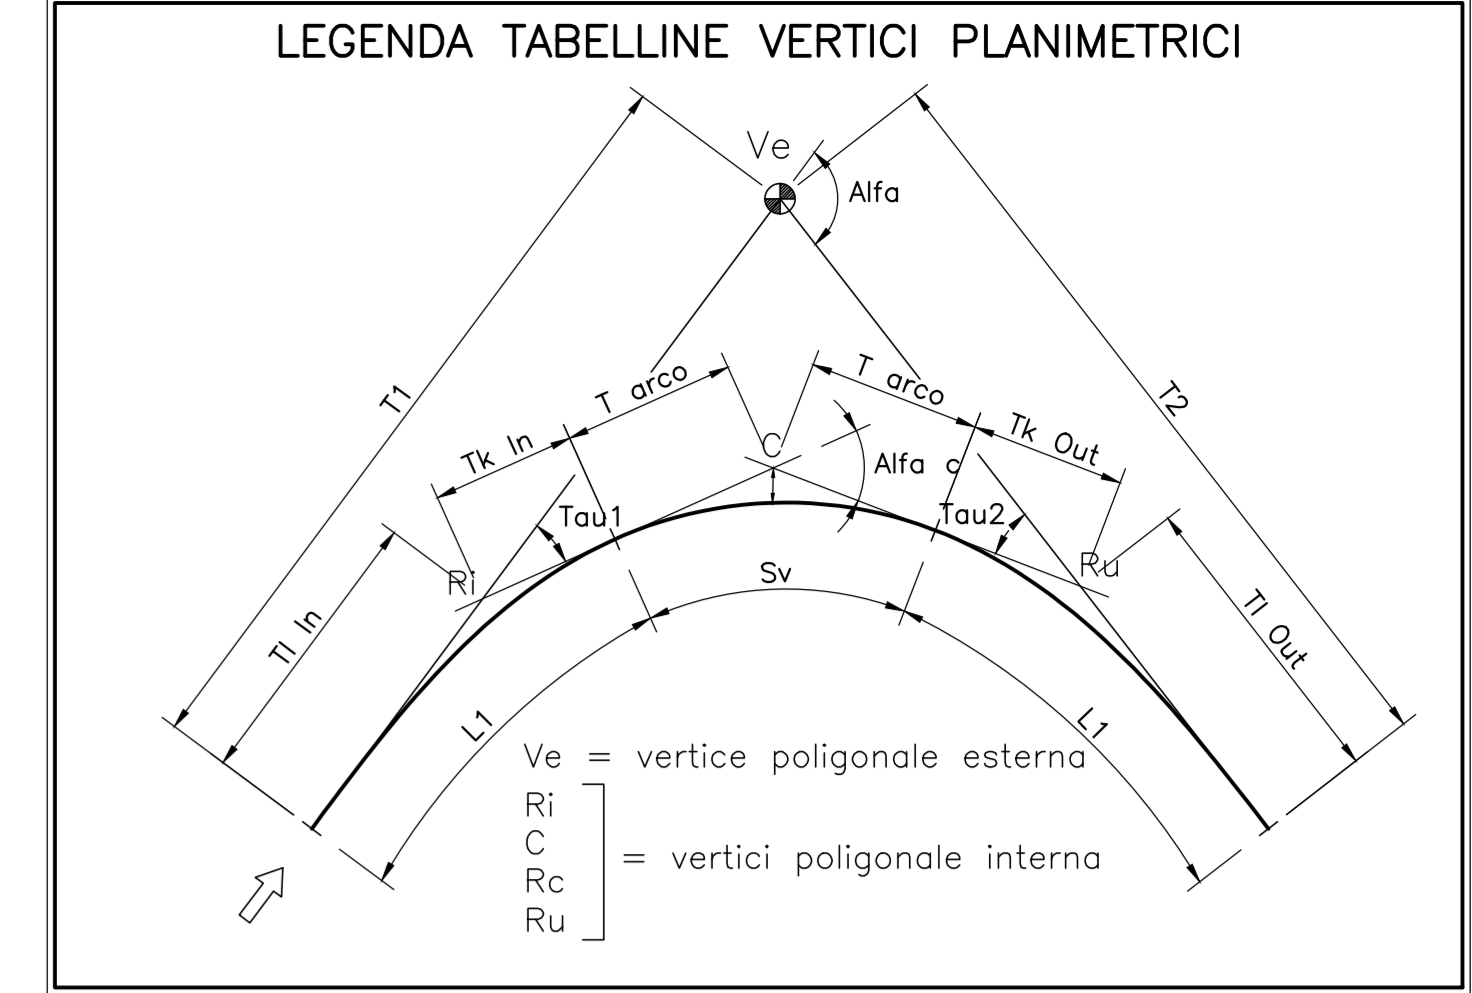 LEGENDA TABELLINE VERTICI PLANIMETRICI
Ve
Alfa
T1
T2
T arco
T arco
Tk In
Tk Out
C
Alfa c
Tau1
Tau2
Ri
Ru
Sv
Tl In
Tl Out
L1
L1
Ve = vertice poligonale esterna
Ri
C
= vertici poligonale interna
Rc
Ru